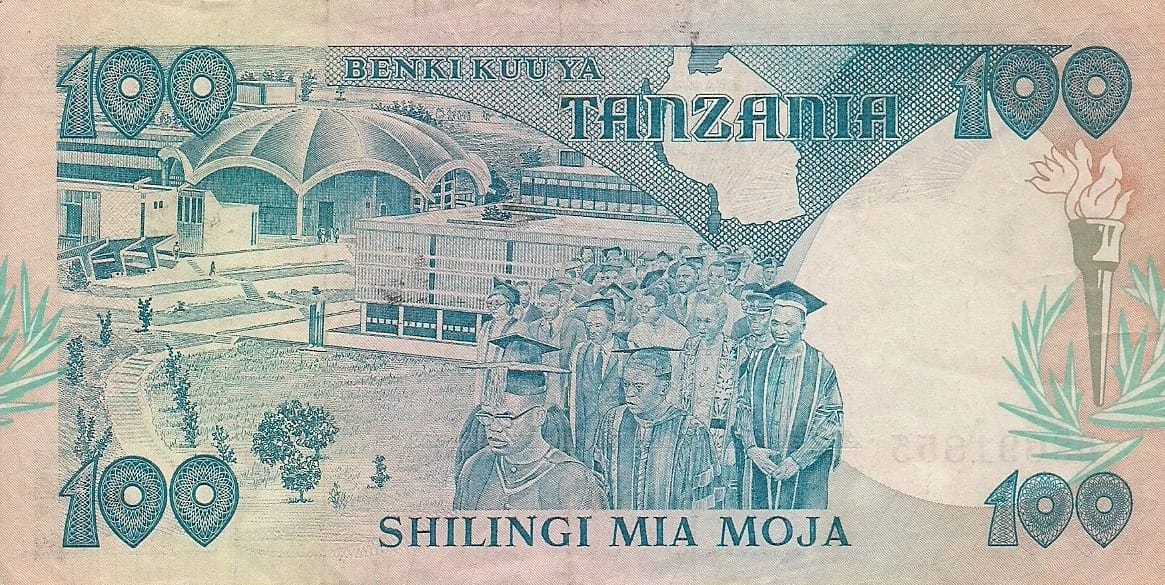 100 100
BENKI KUU YA
TANZANIA
100 100
SHILINGI MIA MOJA